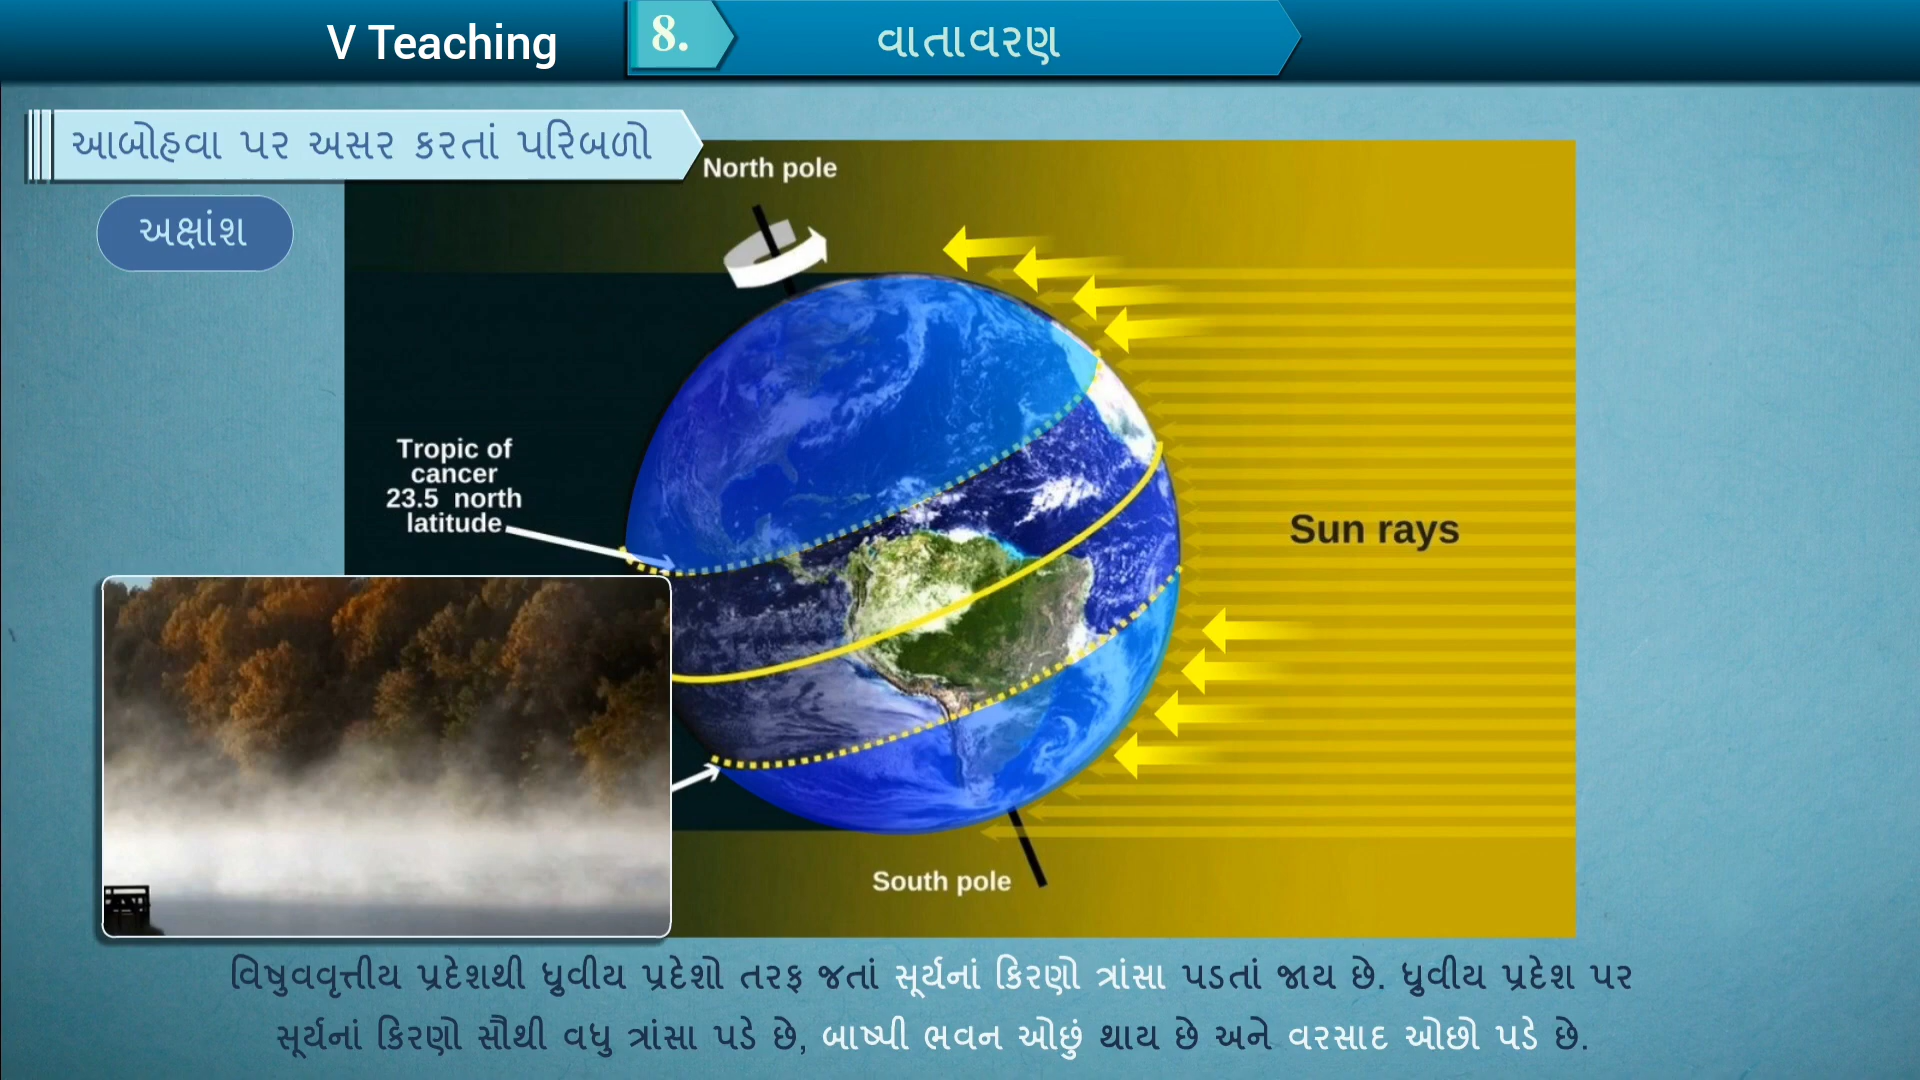 V Teaching
8.
વાતાવરણ
આબોહવા પર અસર કરતાં પરિબળો
અક્ષાંશ
North pole
Tropic of
cancer
23.5 north
latitude
Sun rays
South pole
વિષુવવૃત્તીય પ્રદેશથી ધ્રુવીય પ્રદેશો તરફ જતાં સૂર્યનાં કિરણો ત્રાંસા પડતાં જાય છે. ધ્રુવીય પ્રદેશ પર
સૂર્યનાં કિરણો સૌથી વધુ ત્રાંસા પડે છે, બાષ્પી ભવન ઓછું થાય છે અને વરસાદ ઓછો પડે છે.